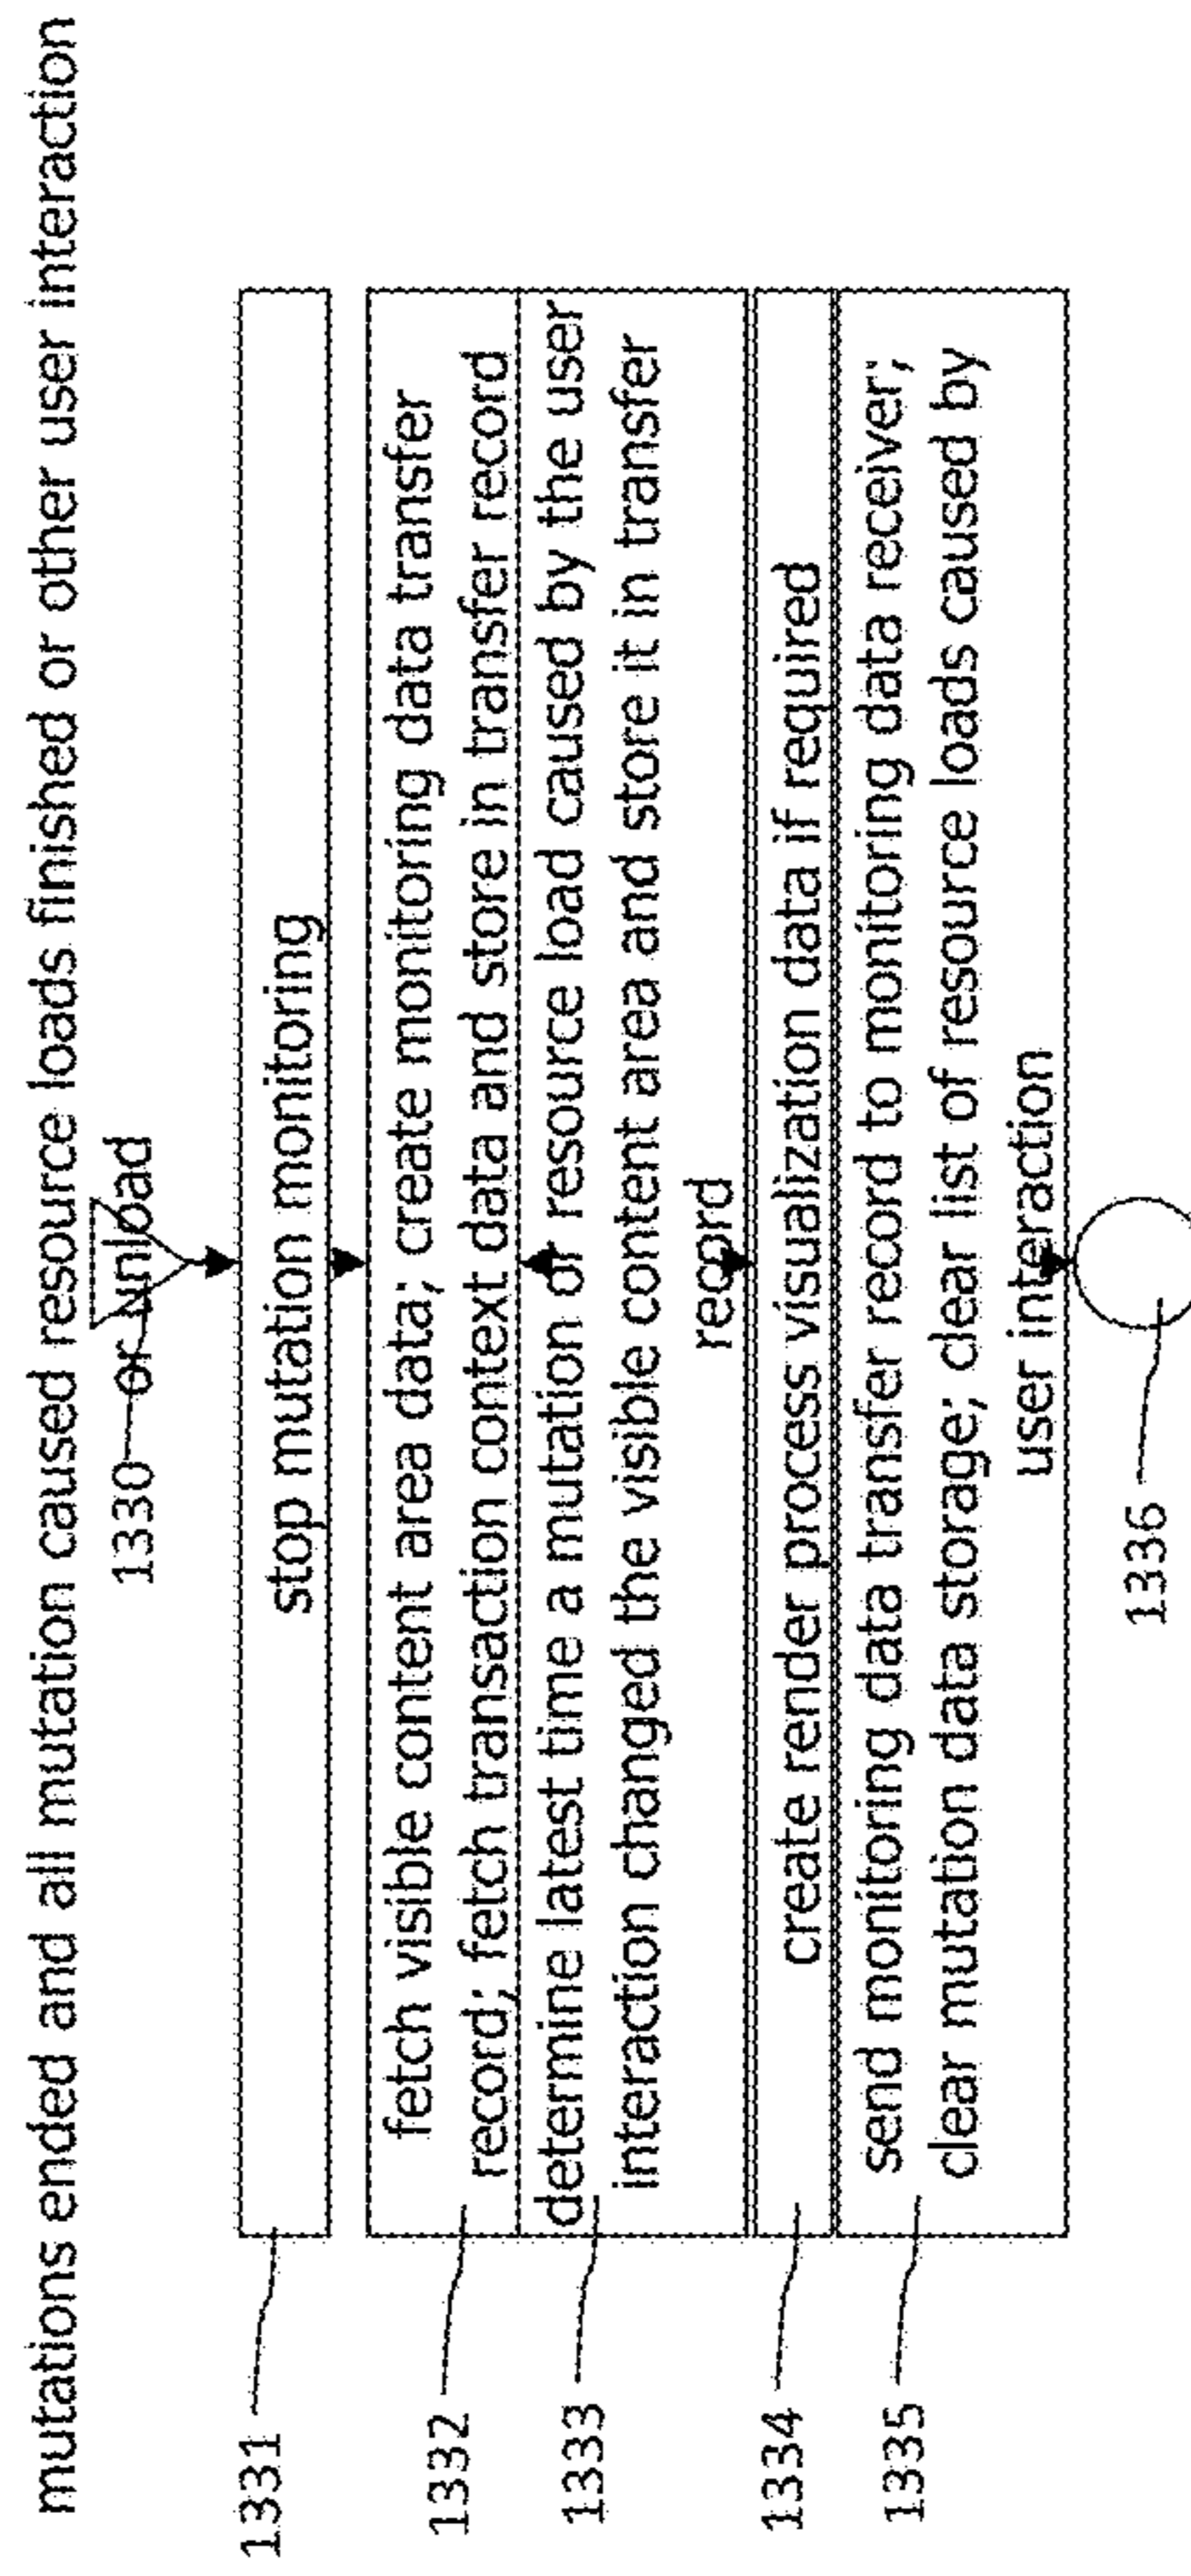 mutations ended and all mutation caused resource loads finished or other user interaction
or unload
1330
stop mutation monitoring
1331
fetch visible content area data; create monitoring data transfer
record; fetch transaction context data and store in transfer record
1332
determine latest time a mutation or resource load caused by the user
interaction changed the visible content area and store it in transfer
record
1333
create render process visualization data if required
1334
send monitoring data transfer record to monitoring data receiver;
clear mutation data storage; clear list of resource loads caused by
user interaction
1335
1336